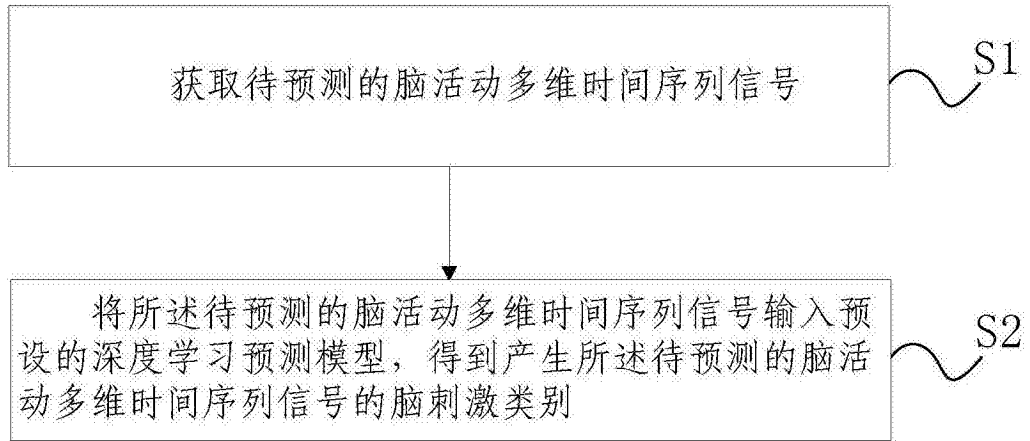 获取待预测的脑活动多维时间序列信号
S1
将所述待预测的脑活动多维时间序列信号输入预
设的深度学习预测模型，得到产生所述待预测的脑活
动多维时间序列信号的脑刺激类别
S2